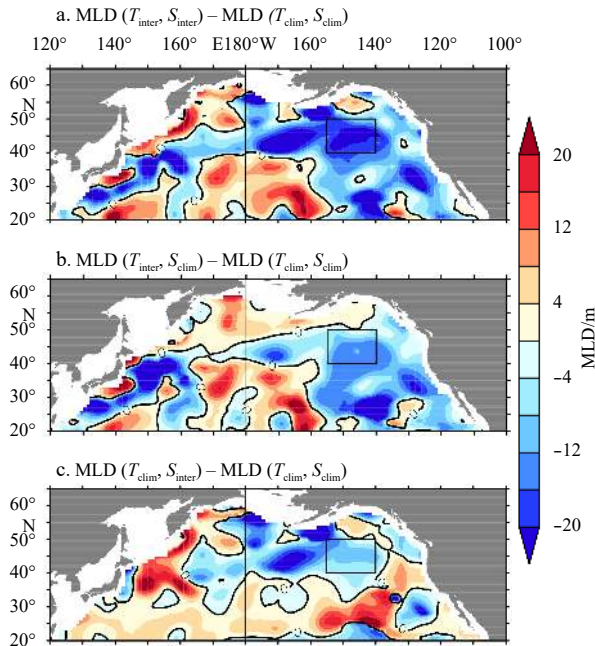 a. MLD (T_inter, S_inter) – MLD (T_clim, S_clim)
120° 140° 160° E180°W 160° 140° 120° 100°
60°
N
50°
40°
30°
20°
b. MLD (T_inter, S_clim) – MLD (T_clim, S_clim)
60°
N
50°
40°
30°
20°
c. MLD (T_clim, S_inter) – MLD (T_clim, S_clim)
60°
N
50°
40°
30°
20°
20
12
4
–4
–12
–20
MLD/m